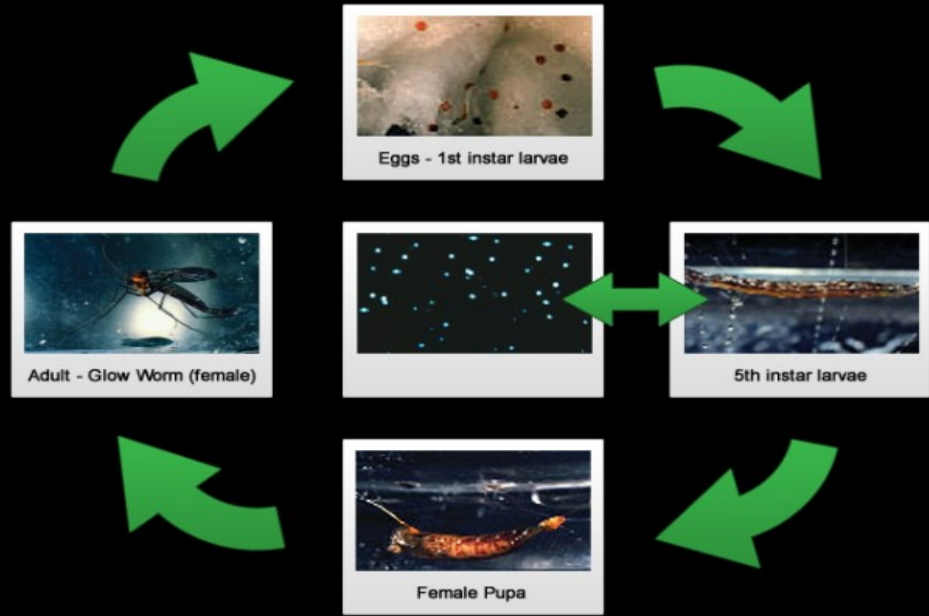 Eggs - 1st instar larvae
Adult - Glow Worm (female)
5th instar larvae
Female Pupa